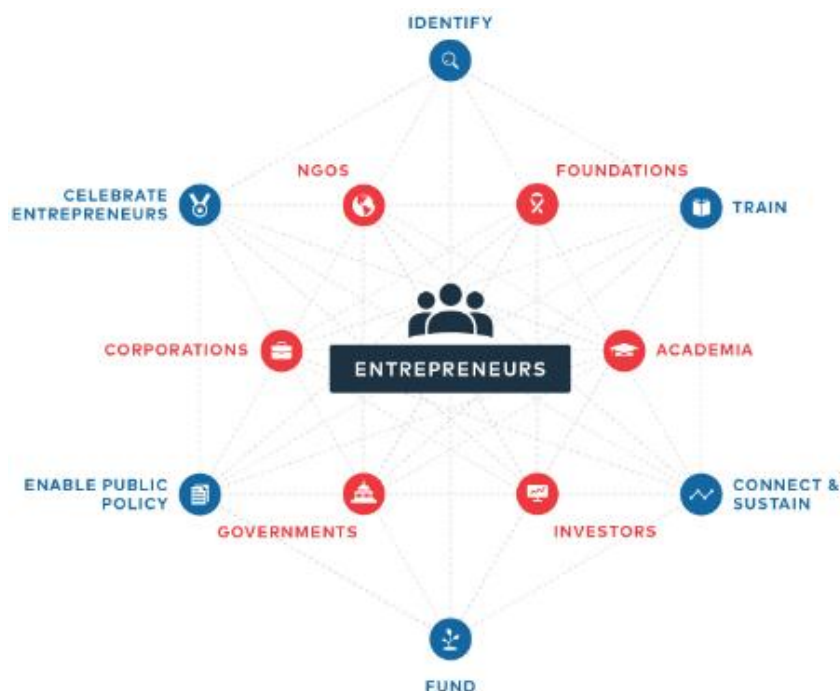 IDENTIFY
NGOS
FOUNDATIONS
CELEBRATE
ENTREPRENEURS
TRAIN
CORPORATIONS
ENTREPRENEURS
ACADEMIA
ENABLE PUBLIC
POLICY
CONNECT &
SUSTAIN
GOVERNMENTS
INVESTORS
FUND